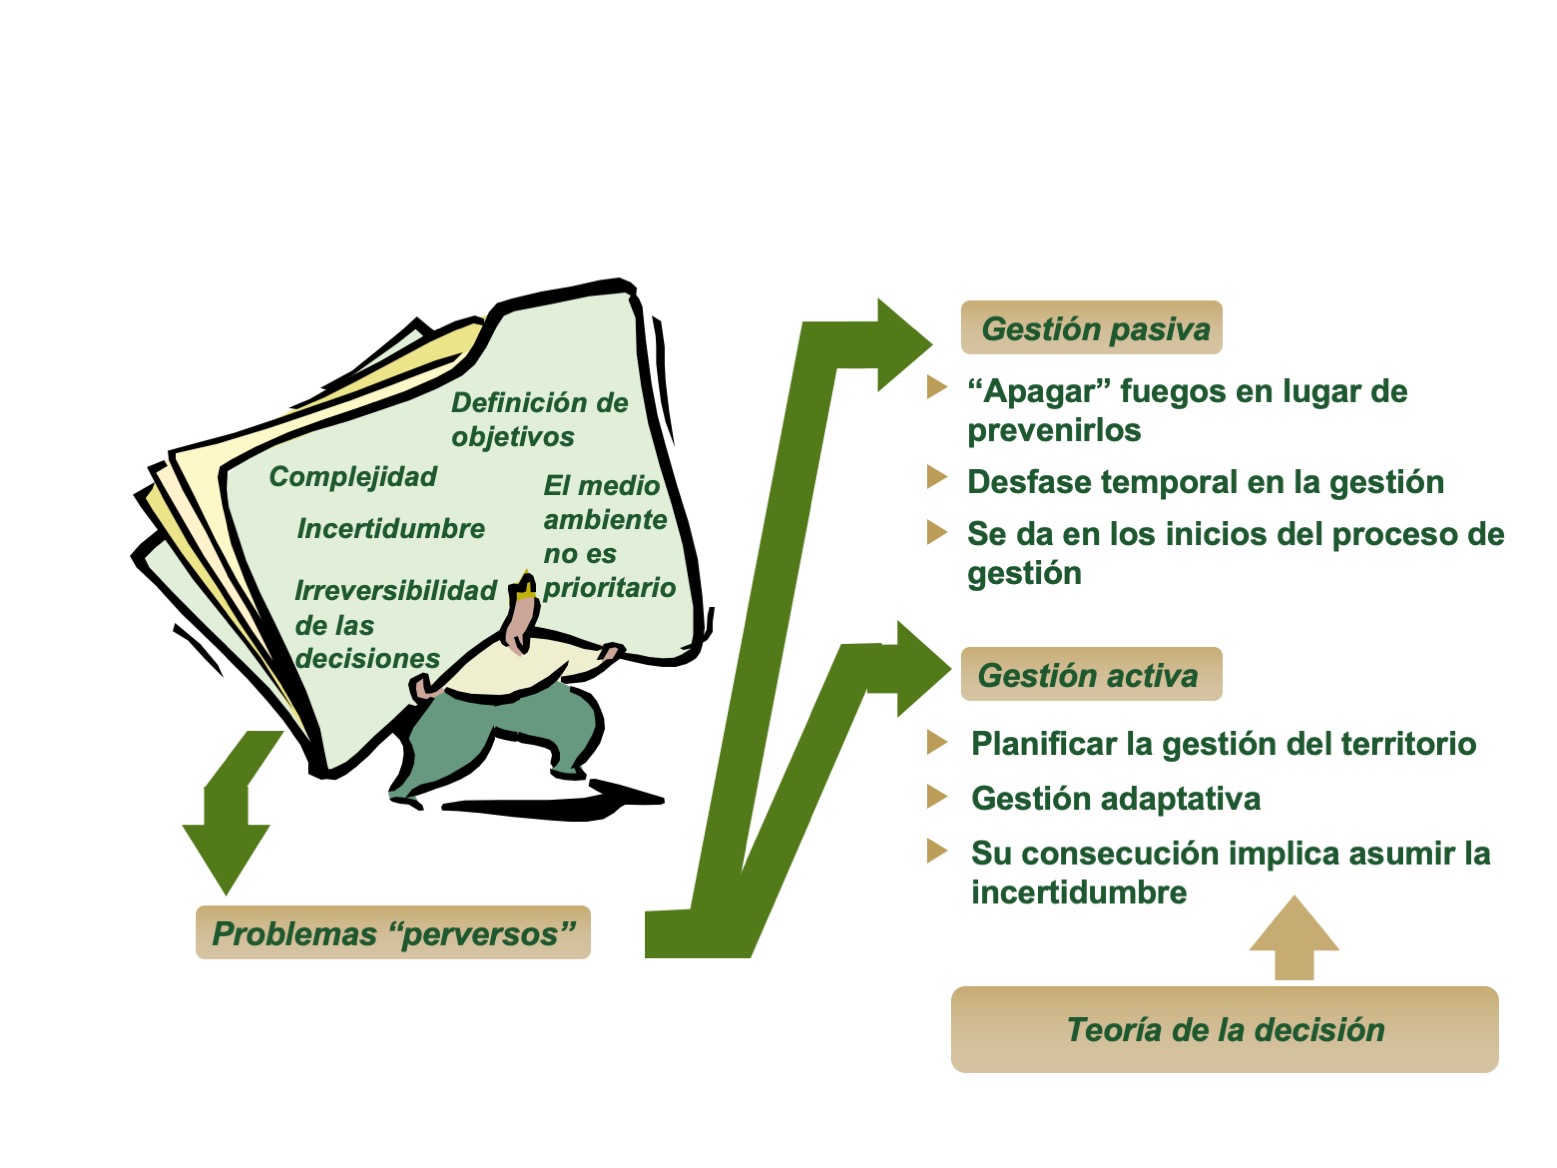 Definición de
objetivos
Complejidad
El medio
ambiente
no es
prioritario
Incertidumbre
Irreversibilidad
de las
decisiones
Problemas “perversos”
Gestión pasiva
“Apagar” fuegos en lugar de
prevenirlos
Desfase temporal en la gestión
Se da en los inicios del proceso de
gestión
Gestión activa
Planificar la gestión del territorio
Gestión adaptativa
Su consecución implica asumir la
incertidumbre
Teoría de la decisión